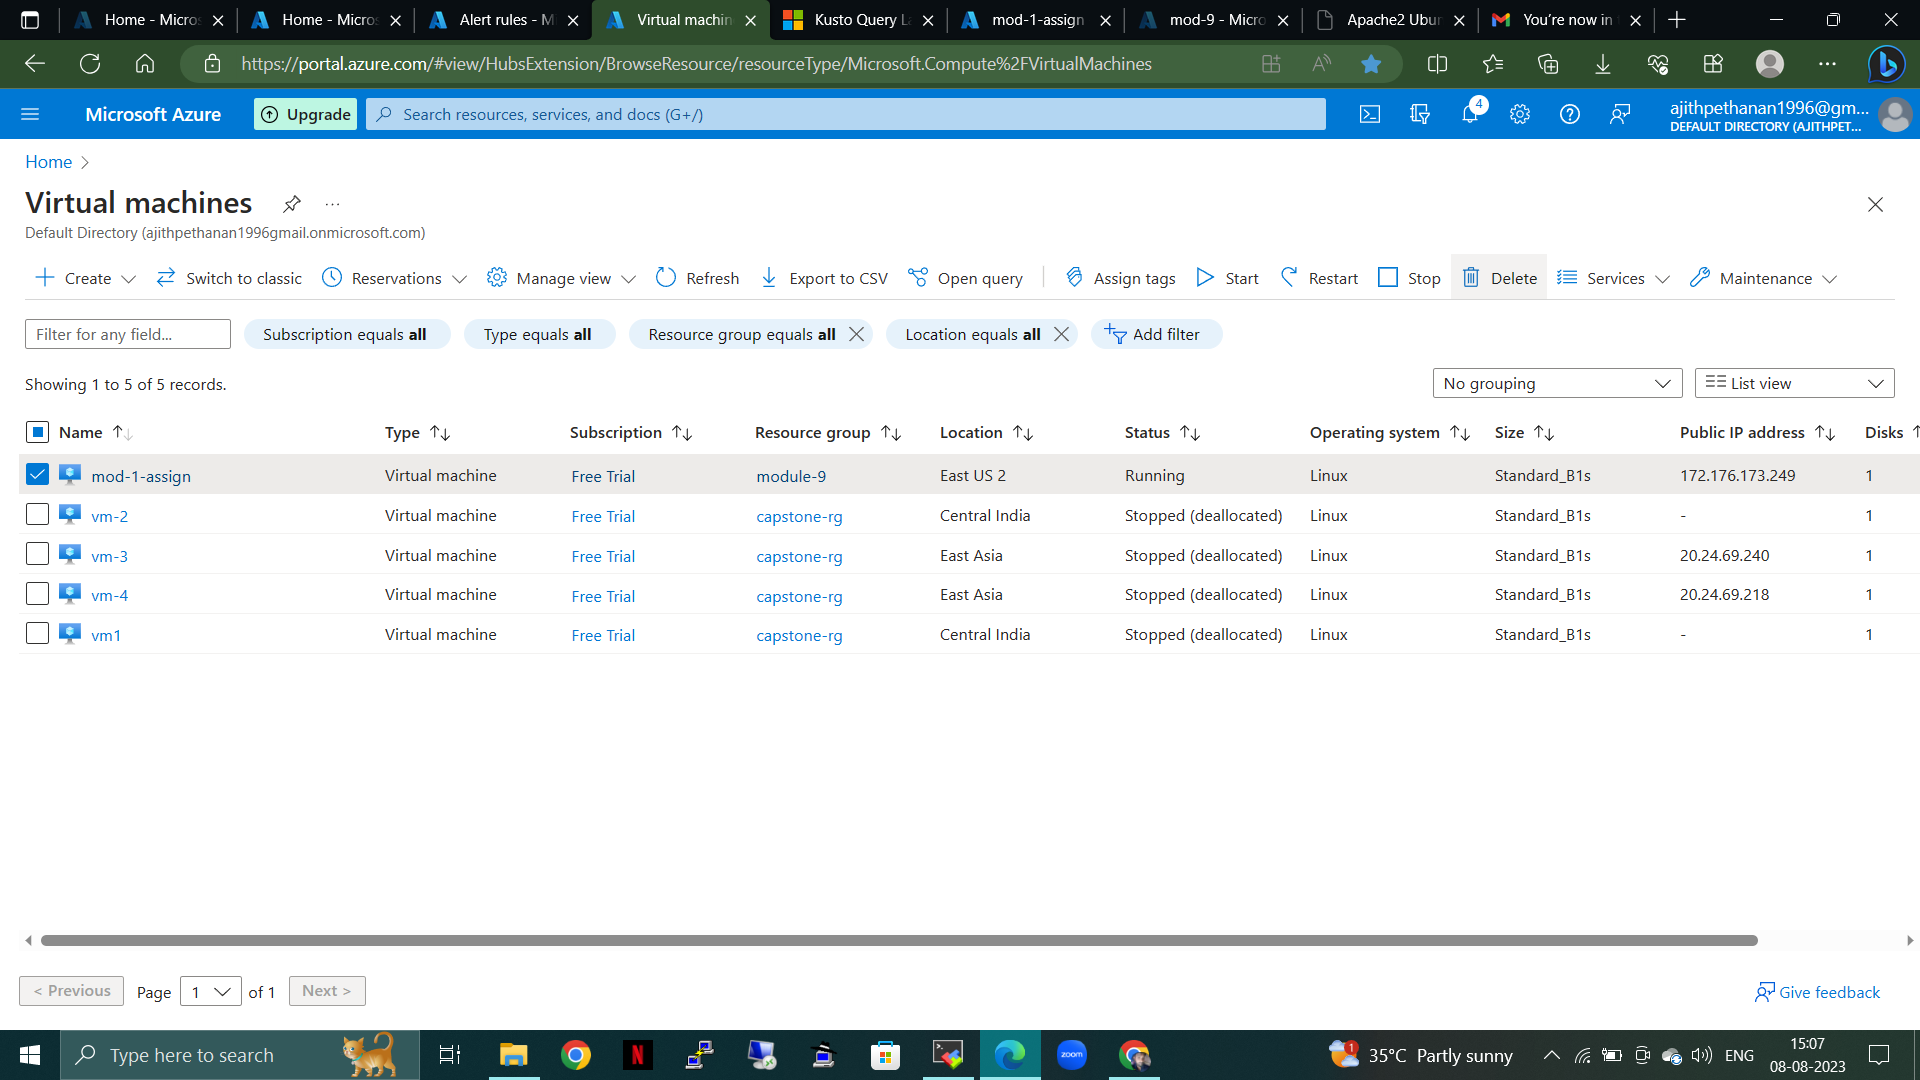 Home - Micros
Home - Micros
Alert rules - M
Virtual machin
Kusto Query La
mod-1-assign
mod-9 - Micro
Apache2 Ubun
You're now in
https://portal.azure.com/#view/HubsExtension/BrowseResource/resourceType/Microsoft.Compute%2FVirtualMachines
Microsoft Azure
Upgrade
Search resources, services, and docs (G+/)
4
ajithpethanan1996@gm...
DEFAULT DIRECTORY (AJITHPET...
Home
Virtual machines
Default Directory (ajithpethanan1996gmail.onmicrosoft.com)
Create Switch to classic Reservations Manage view Refresh Export to CSV Open query Assign tags Start Restart Stop Delete Services Maintenance
Filter for any field... Subscription equals all Type equals all Resource group equals all Location equals all Add filter
Showing 1 to 5 of 5 records. No grouping List view
Name Type Subscription Resource group Location Status Operating system Size Public IP address Disks
mod-1-assign Virtual machine Free Trial module-9 East US 2 Running Linux Standard_B1s 172.176.173.249 1
vm-2 Virtual machine Free Trial capstone-rg Central India Stopped (deallocated) Linux Standard_B1s - 1
vm-3 Virtual machine Free Trial capstone-rg East Asia Stopped (deallocated) Linux Standard_B1s 20.24.69.240 1
vm-4 Virtual machine Free Trial capstone-rg East Asia Stopped (deallocated) Linux Standard_B1s 20.24.69.218 1
vm1 Virtual machine Free Trial capstone-rg Central India Stopped (deallocated) Linux Standard_B1s - 1
< Previous Page 1 of 1 Next > Give feedback
Type here to search
N
zoom
1
35°C Partly sunny
ENG
15:07
08-08-2023